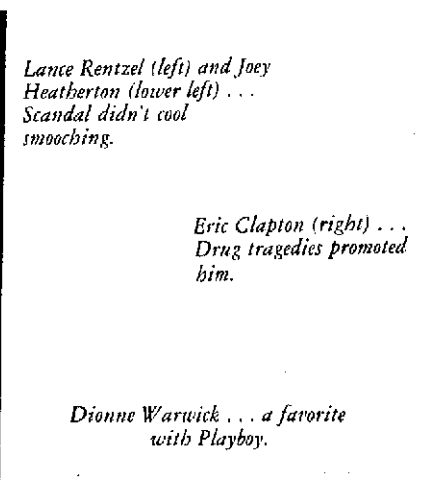 Lance Rentzel (left) and Joey
Heatherton (lower left) . . .
Scandal didn't cool
smooching.
Eric Clapton (right) . . .
Drug tragedies promoted
him.
Dionne Warwick . . . a favorite
with Playboy.